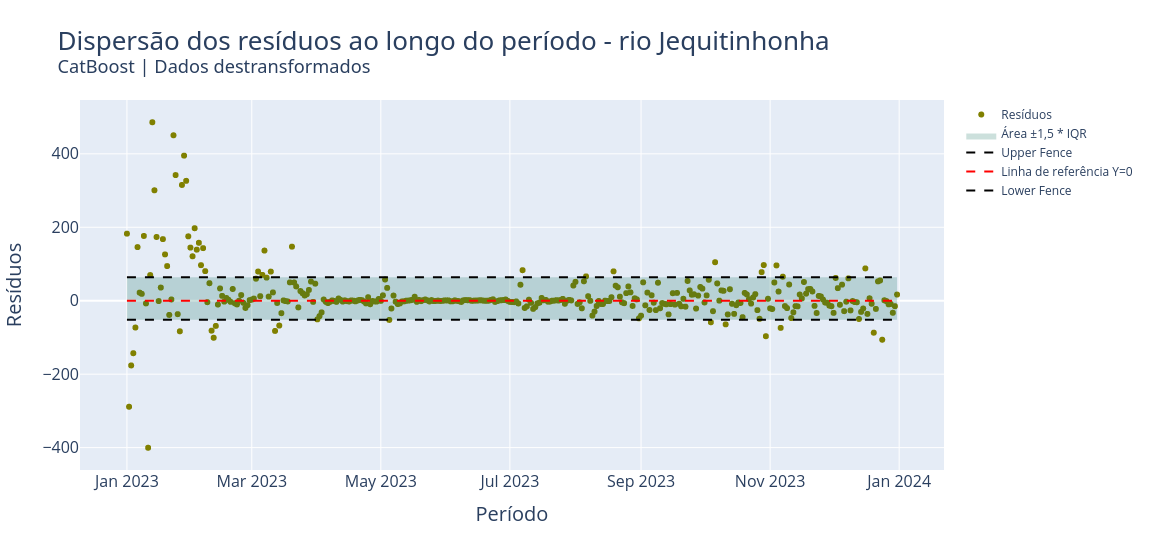 Dispersão dos resíduos ao longo do período - rio Jequitinhonha
CatBoost | Dados destransformados
Resíduos
400
200
0
−200
−400
Jan 2023
Mar 2023
May 2023
Jul 2023
Sep 2023
Nov 2023
Jan 2024
Período
Resíduos
Área ±1,5 * IQR
Upper Fence
Linha de referência Y=0
Lower Fence